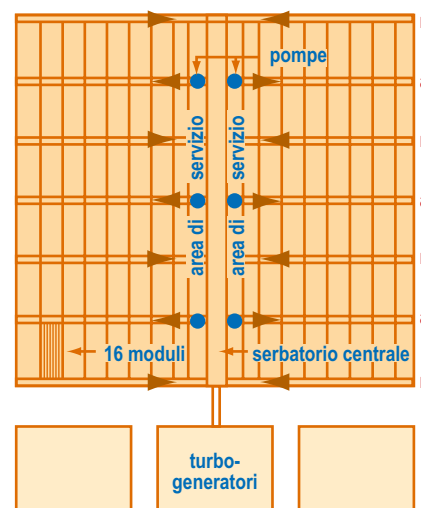 pompe
area di servizio
area di servizio
16 moduli
serbatorio centrale
turbo-
generatori